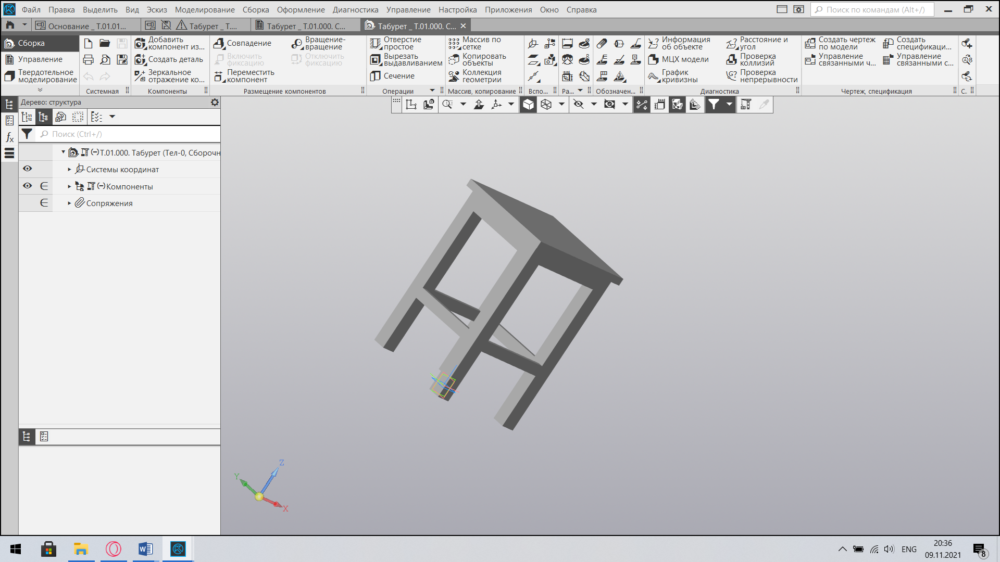 Файл Правка Выделить Вид Эскиз Моделирование Сборка Оформление Диагностика Управление Настройка Приложения Окно Справка Поиск по командам (Alt+/)
Основание _ Т.01.01... Табурет _ Т.... Табурет _ Т.01.000. С... Табурет _ Т.01.000. С...
Сборка
Управление
Твердотельное
моделирование
Системная
Добавить
компонент из...
Создать деталь
Зеркальное
отражение ко...
Компоненты
Совпадение
Включить
фиксацию
Переместить
компонент
Вращение-
вращение
Отключить
фиксацию
Размещение компонентов
Отверстие
простое
Вырезать
выдавливанием
Сечение
Операции
Массив по
сетке
Копировать
объекты
Коллекция
геометрии
Массив, копирование
Вспо...
Ра...
Обозначен...
Информация
об объекте
МЦХ модели
График
кривизны
Расстояние и
угол
Проверка
коллизий
Проверка
непрерывности
Диагностика
Создать чертеж
по модели
Управление
связанными ч...
Создать
спецификаци...
Управление
связанными с...
Чертеж, спецификация
С.
Дерево: структура
Поиск (Ctrl+/)
(-)Т.01.000. Табурет (Тел-0, Сборочн
Системы координат
(-)Компоненты
Сопряжения
Z
Y
X
ENG
20:36
09.11.2021
8